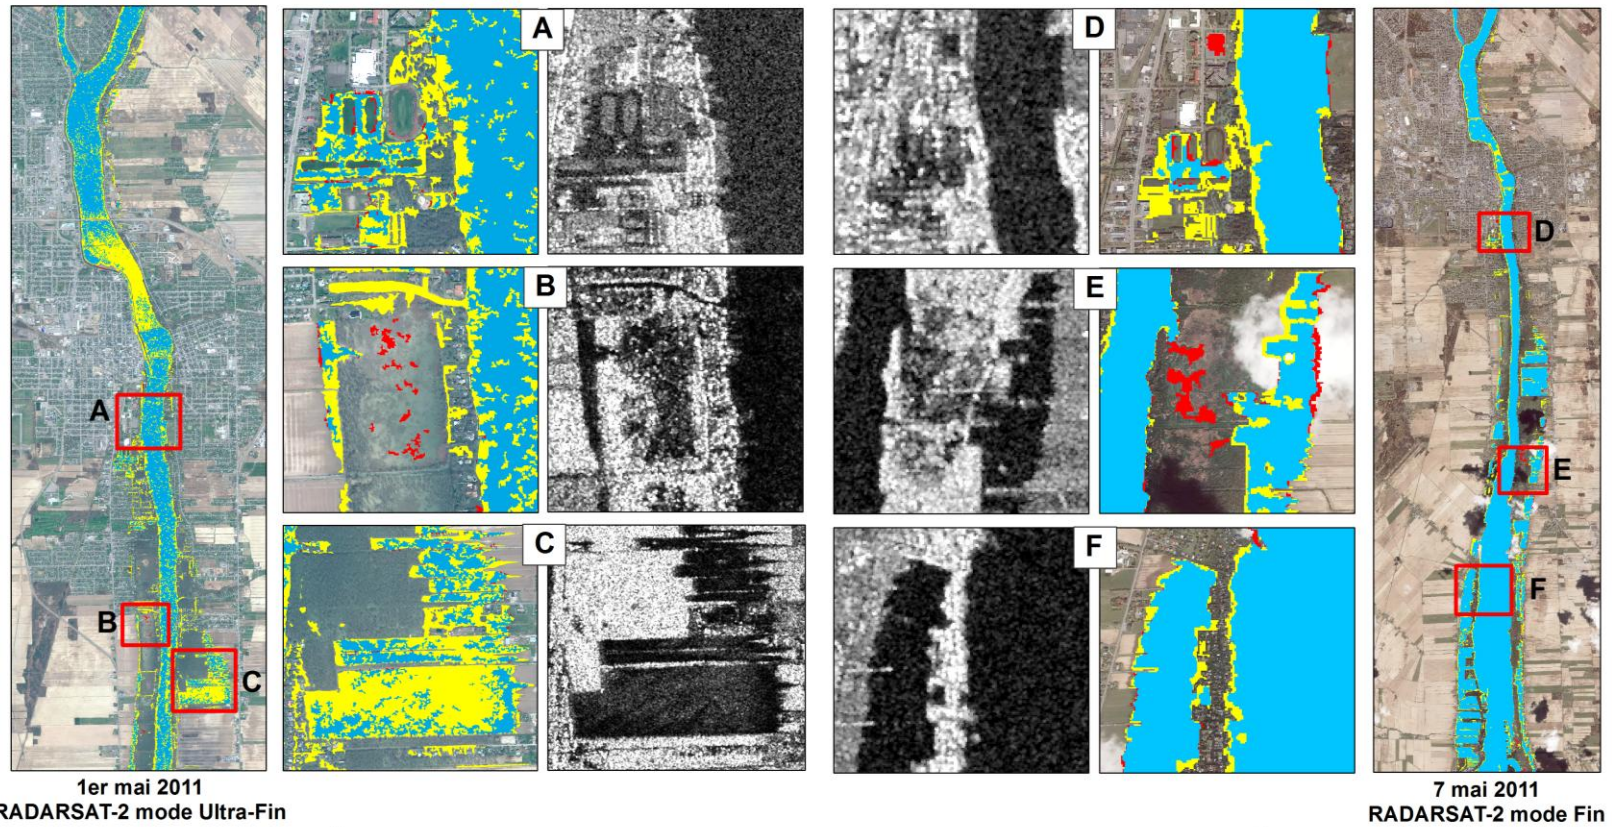 A
D
A
D
B
E
A
E
B
C
F
C
F
1er mai 2011
RADARSAT-2 mode Ultra-Fin
7 mai 2011
RADARSAT-2 mode Fin